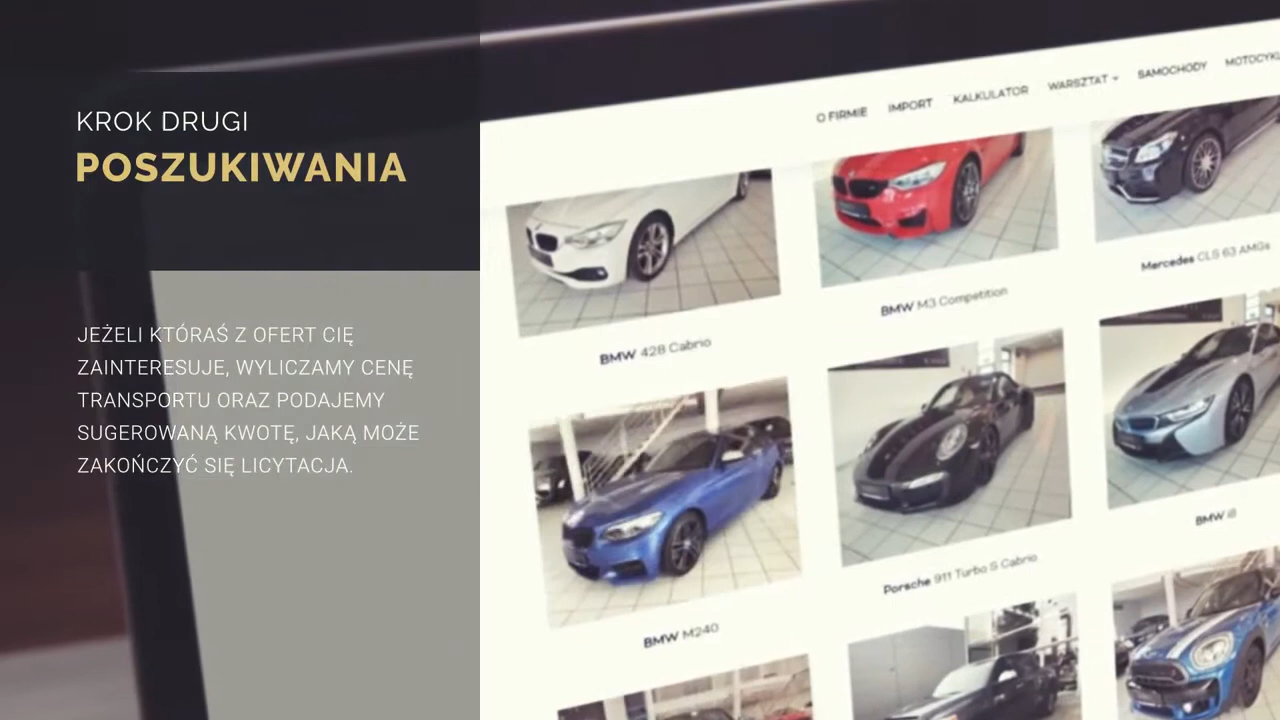 KROK DRUGI
POSZUKIWANIA
JEŻELI KTÓRAŚ Z OFERT CIĘ
ZAINTERESUJE, WYLICZAMY CENĘ
TRANSPORTU ORAZ PODAJEMY
SUGEROWANĄ KWOTĘ, JAKĄ MOŻE
ZAKOŃCZYĆ SIĘ LICYTACJA.
O FIRMIE IMPORT KALKULATOR WARSZTAT SAMOCHODY
BMW 428 Cabrio
BMW M3 Competition
Mercedes CLS 63 AMGs
BMW M240
Porsche 911 Turbo S Cabrio
BMW i8